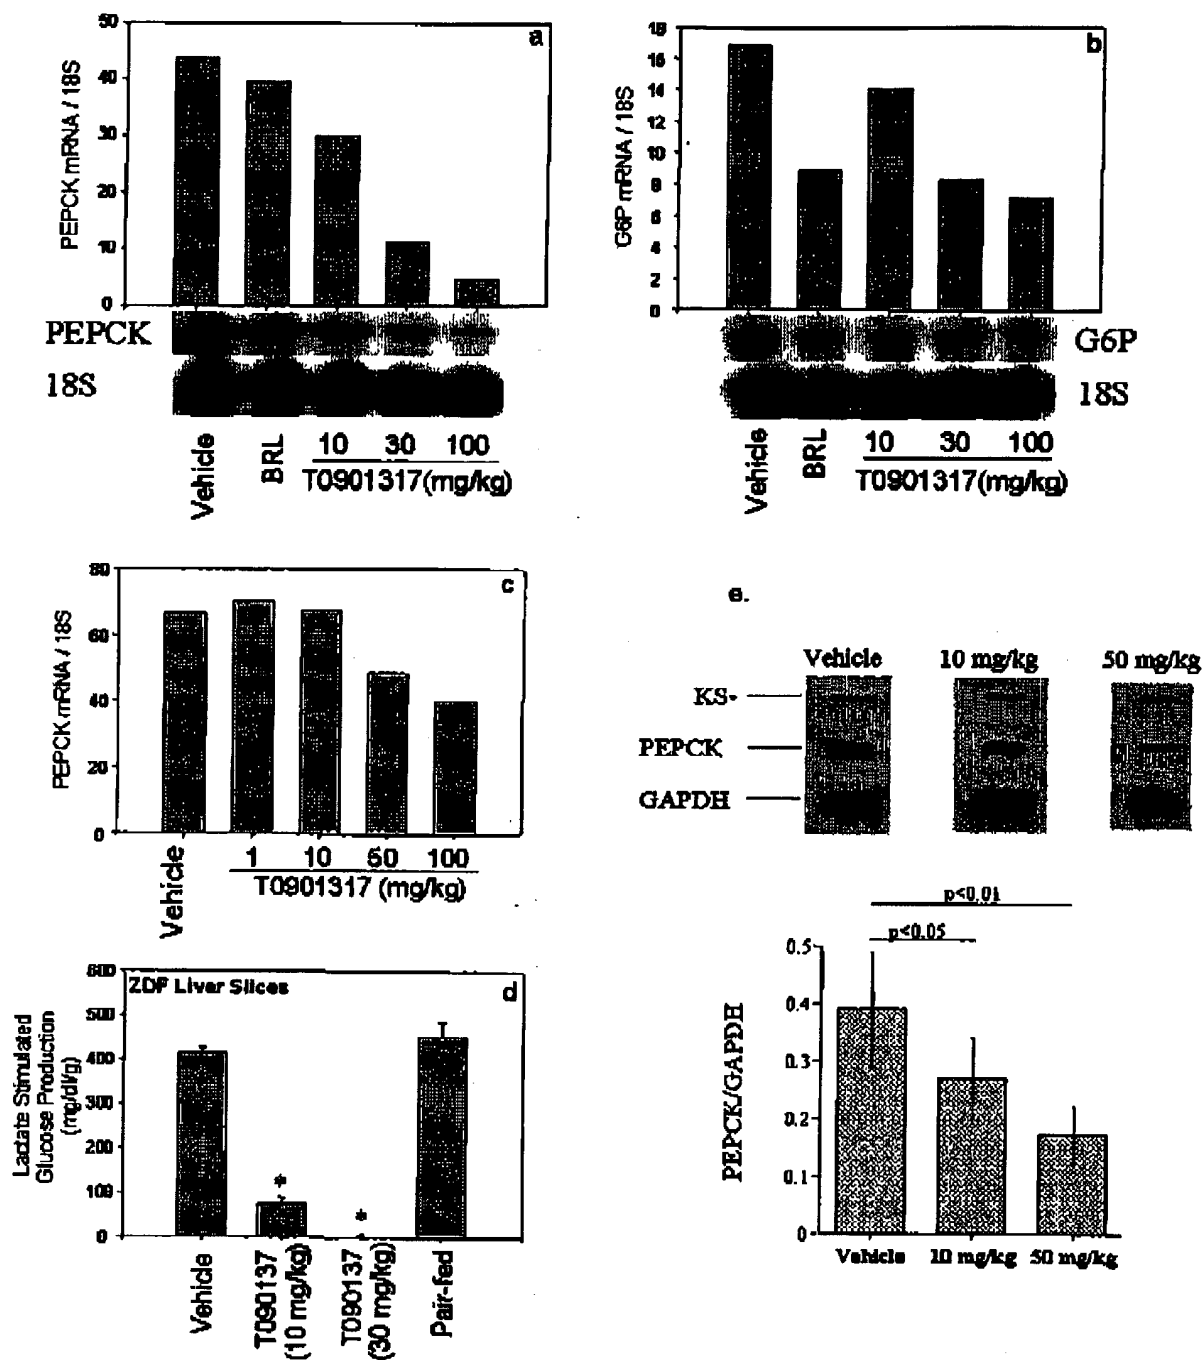 a
PEPCK mRNA / 18S
50
40
30
20
10
0
PEPCK
18S
Vehicle
BRL
10 30 100
T0901317(mg/kg)
b
G6P mRNA / 18S
18
16
14
12
10
8
6
4
2
0
G6P
18S
Vehicle
BRL
10 30 100
T0901317(mg/kg)
c
PEPCK mRNA / 18S
80
60
40
20
0
Vehicle
1 10 50 100
T0901317 (mg/kg)
e.
Vehicle 10 mg/kg 50 mg/kg
KS-
PEPCK
GAPDH
ZDF Liver Slices
d
Lactate Stimulated
Glucose Production
(mg/dl/g)
600
500
400
300
200
100
0
*
*
Vehicle
T090137
(10 mg/kg)
T090137
(30 mg/kg)
Pair-fed
p<0.01
p<0.05
PEPCK/GAPDH
0.5
0.4
0.3
0.2
0.1
0
Vehicle 10 mg/kg 50 mg/kg